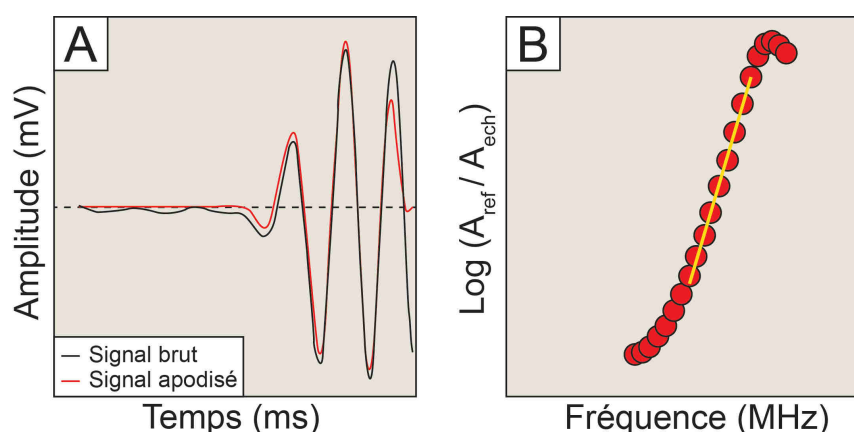 A
Amplitude (mV)
Signal brut
Signal apodisé
Temps (ms)
B
Log (Aref / Aech)
Fréquence (MHz)